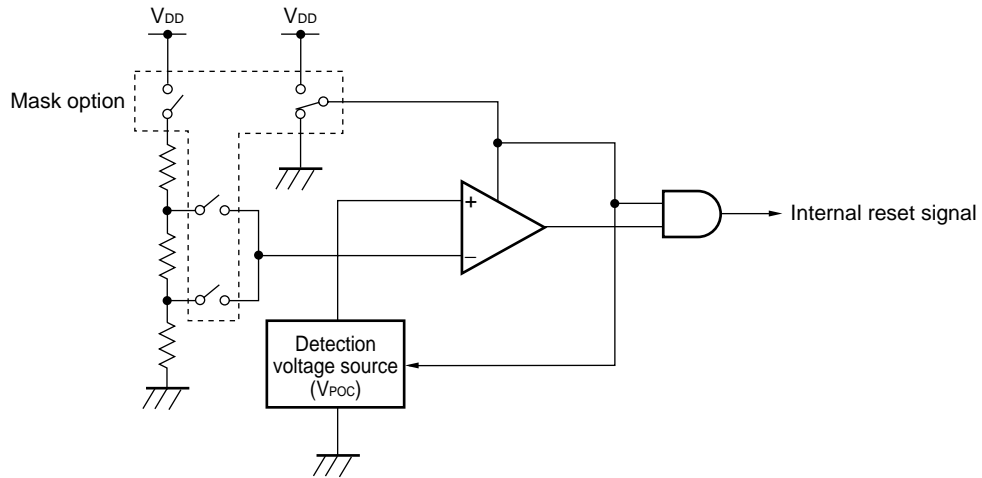 VDD
VDD
Mask option
+
−
Internal reset signal
Detection
voltage source
(VPOC)